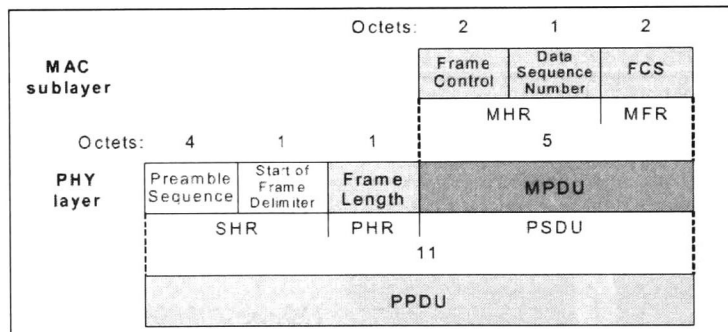 Octets: 2 1 2
MAC sublayer
Frame Control
Data Sequence Number
FCS
MHR MFR
Octets: 4 1 1 5
PHY layer
Preamble Sequence
Start of Frame Delimiter
Frame Length
MPDU
SHR PHR PSDU
11
PPDU